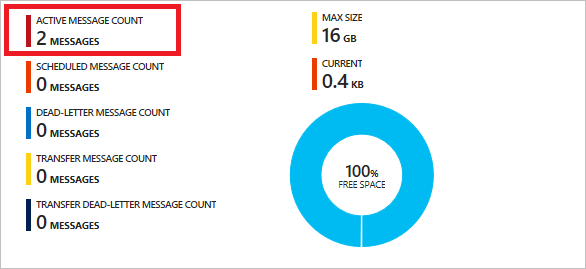 ACTIVE MESSAGE COUNT
2 MESSAGES
SCHEDULED MESSAGE COUNT
0 MESSAGES
DEAD-LETTER MESSAGE COUNT
0 MESSAGES
TRANSFER MESSAGE COUNT
0 MESSAGES
TRANSFER DEAD-LETTER MESSAGE COUNT
0 MESSAGES
MAX SIZE
16 GB
CURRENT
0.4 KB
100%
FREE SPACE